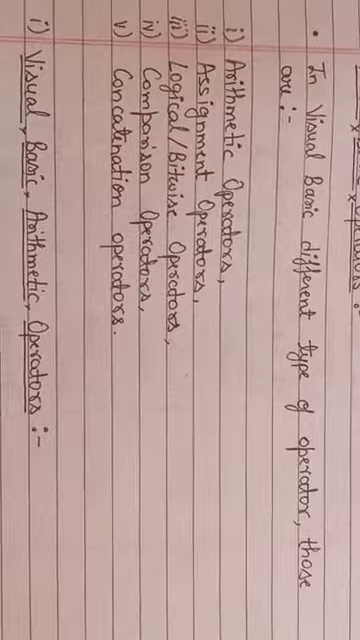 • In Visual Basic different type of operator, those
are :-
i) Arithmetic Operators,
ii) Assignment Operators,
iii) Logical/Bitwise Operators,
iv) Comparison Operators,
v) Concatenation operators.
i) Visual Basic Arithmetic Operators :-